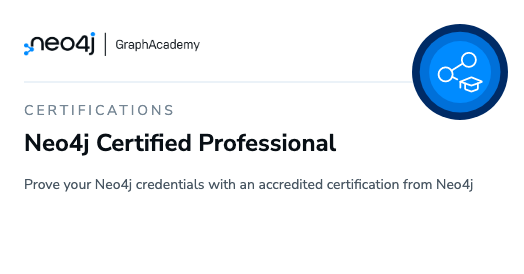 neo4j | GraphAcademy
CERTIFICATIONS
Neo4j Certified Professional
Prove your Neo4j credentials with an accredited certification from Neo4j